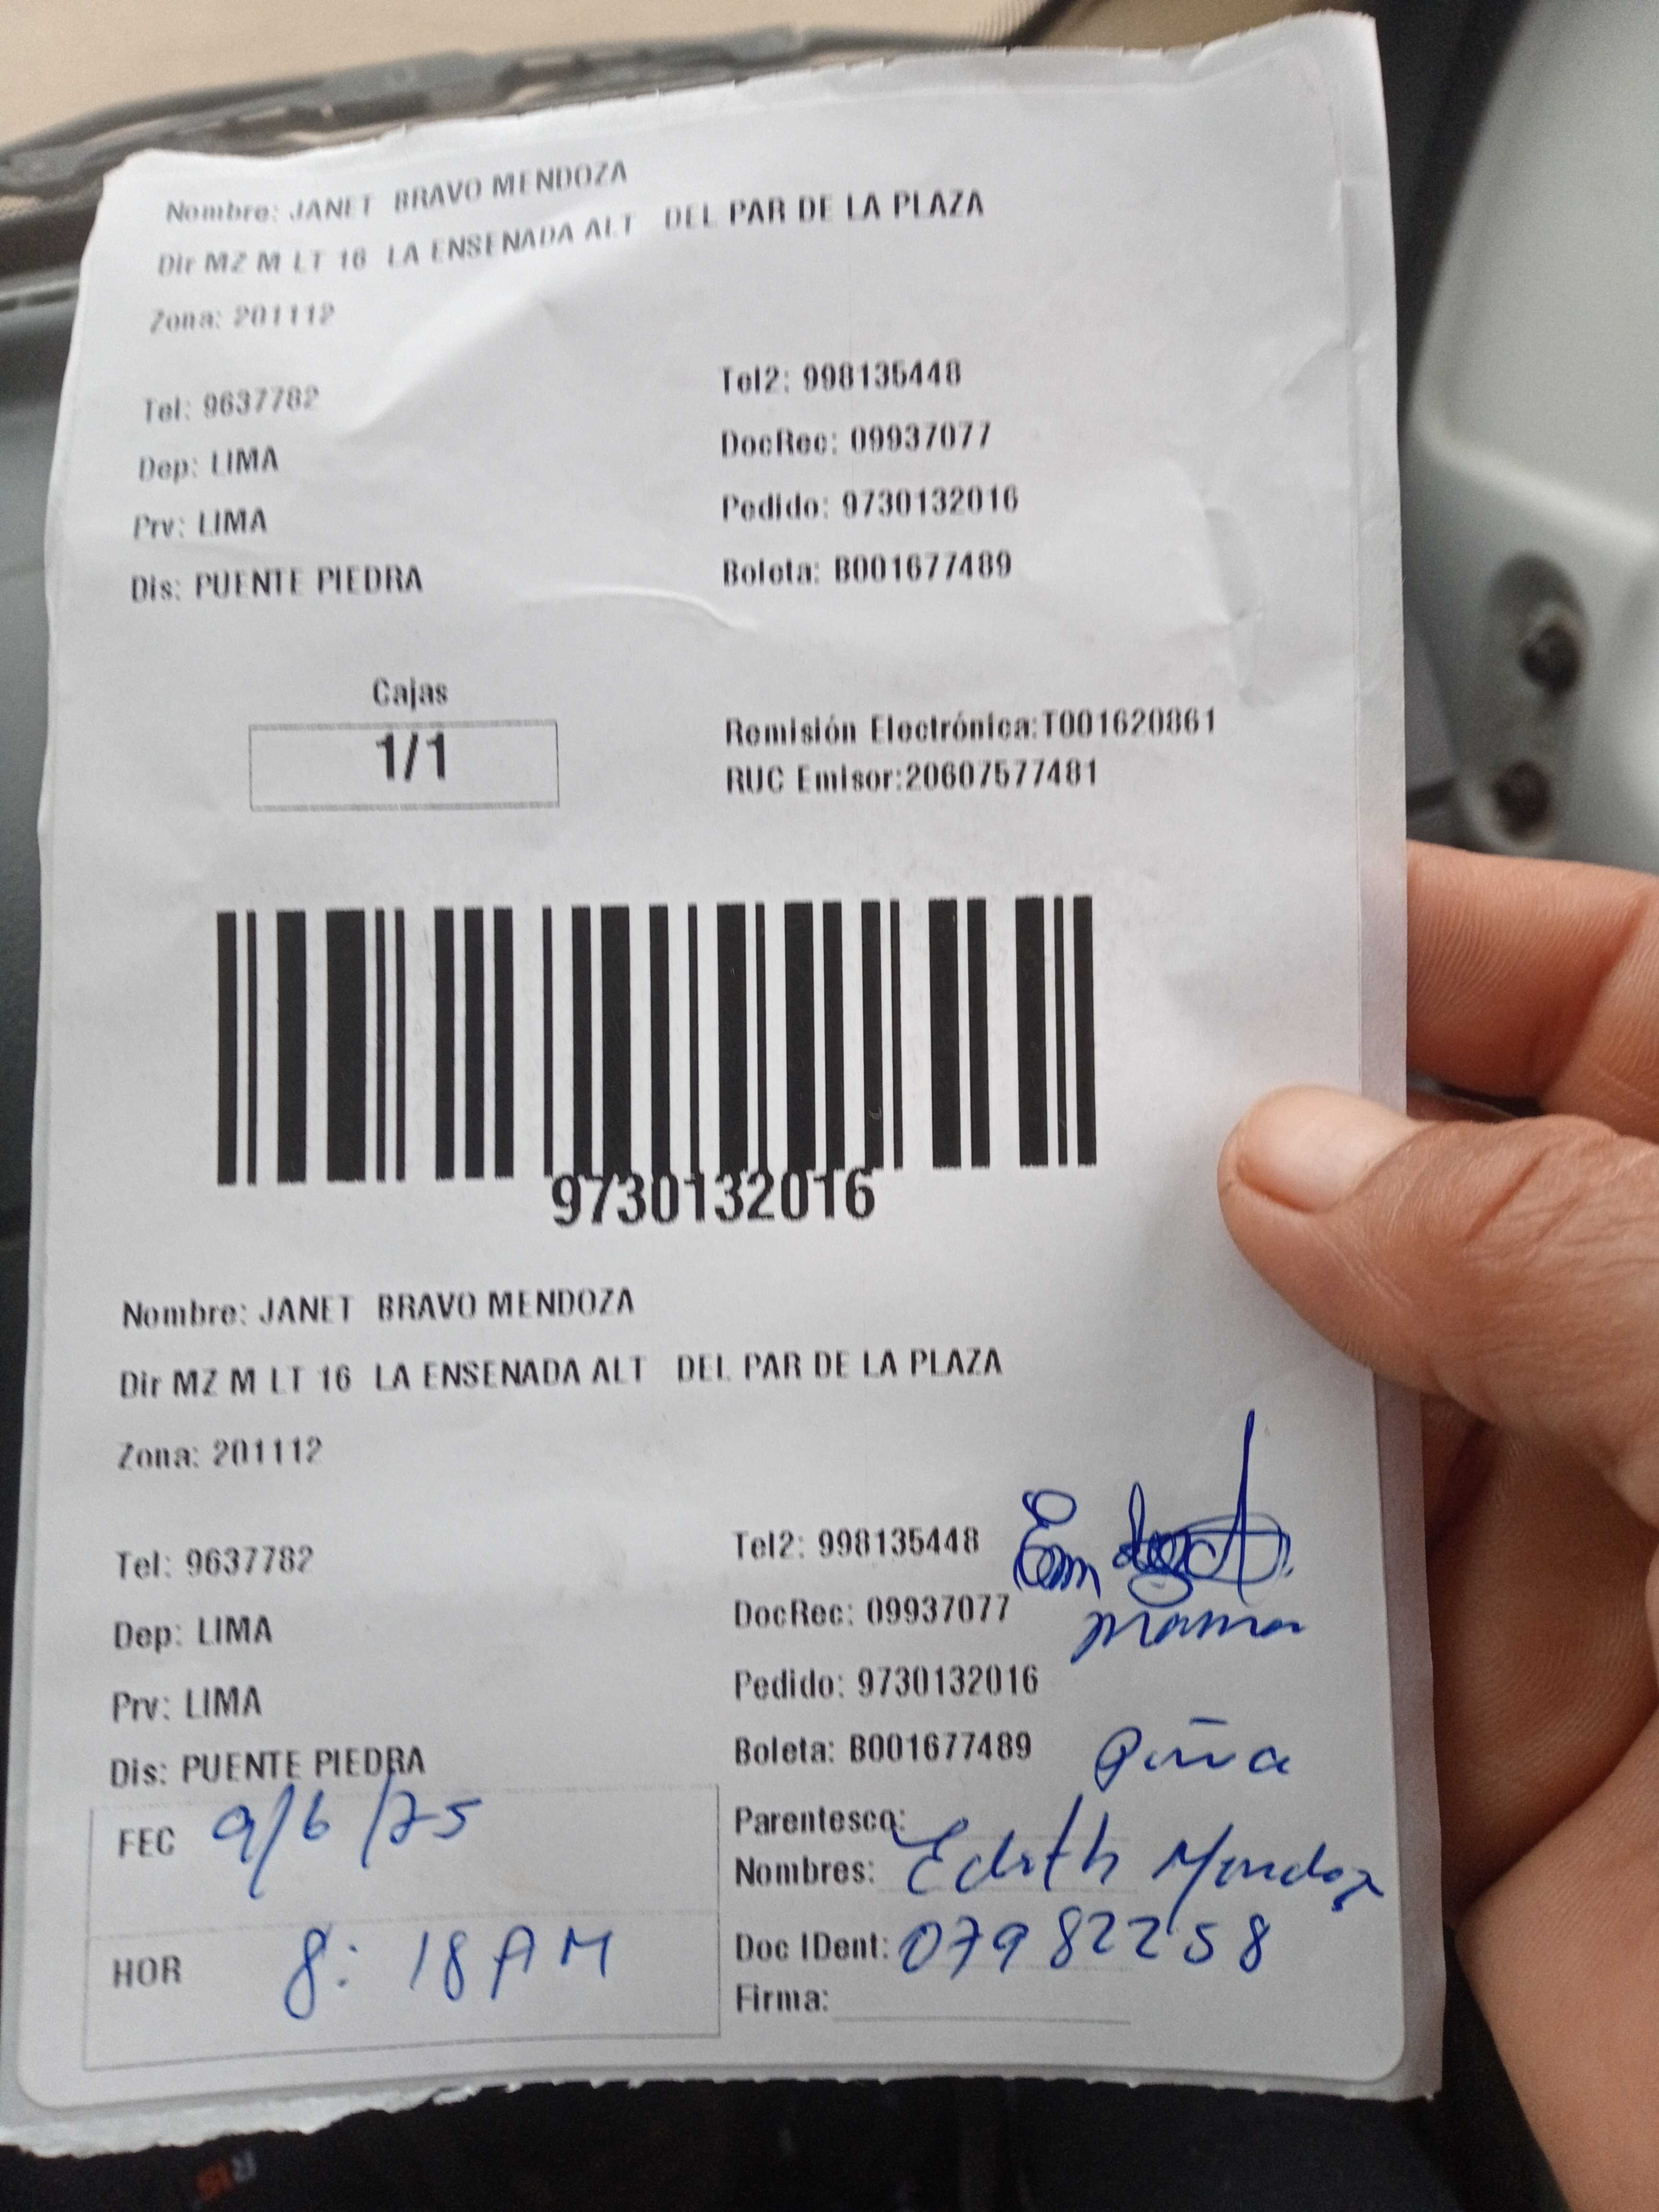 Nombre: JANET BRAVO MENDOZA
Dir MZ M LT 16 LA ENSENADA ALT DEL PAR DE LA PLAZA
Zona: 201112
Tel: 9637782 Tel2: 998135448
Dep: LIMA DocRec: 09937077
Prv: LIMA Pedido: 9730132016
Dis: PUENTE PIEDRA Boleta: B001677489
Cajas
1/1
Remisión Electrónica:T001620861
RUC Emisor:20607577481
9730132016
Nombre: JANET BRAVO MENDOZA
Dir MZ M LT 16 LA ENSENADA ALT DEL PAR DE LA PLAZA
Zona: 201112
Tel: 9637782 Tel2: 998135448
Dep: LIMA DocRec: 09937077
mama
Prv: LIMA Pedido: 9730132016
Dis: PUENTE PIEDRA Boleta: B001677489
FEC 9/6/25
Parentesco:
Nombres: Edith Mendoza
HOR 8:18 AM
Doc IDent: 07982258
Firma: